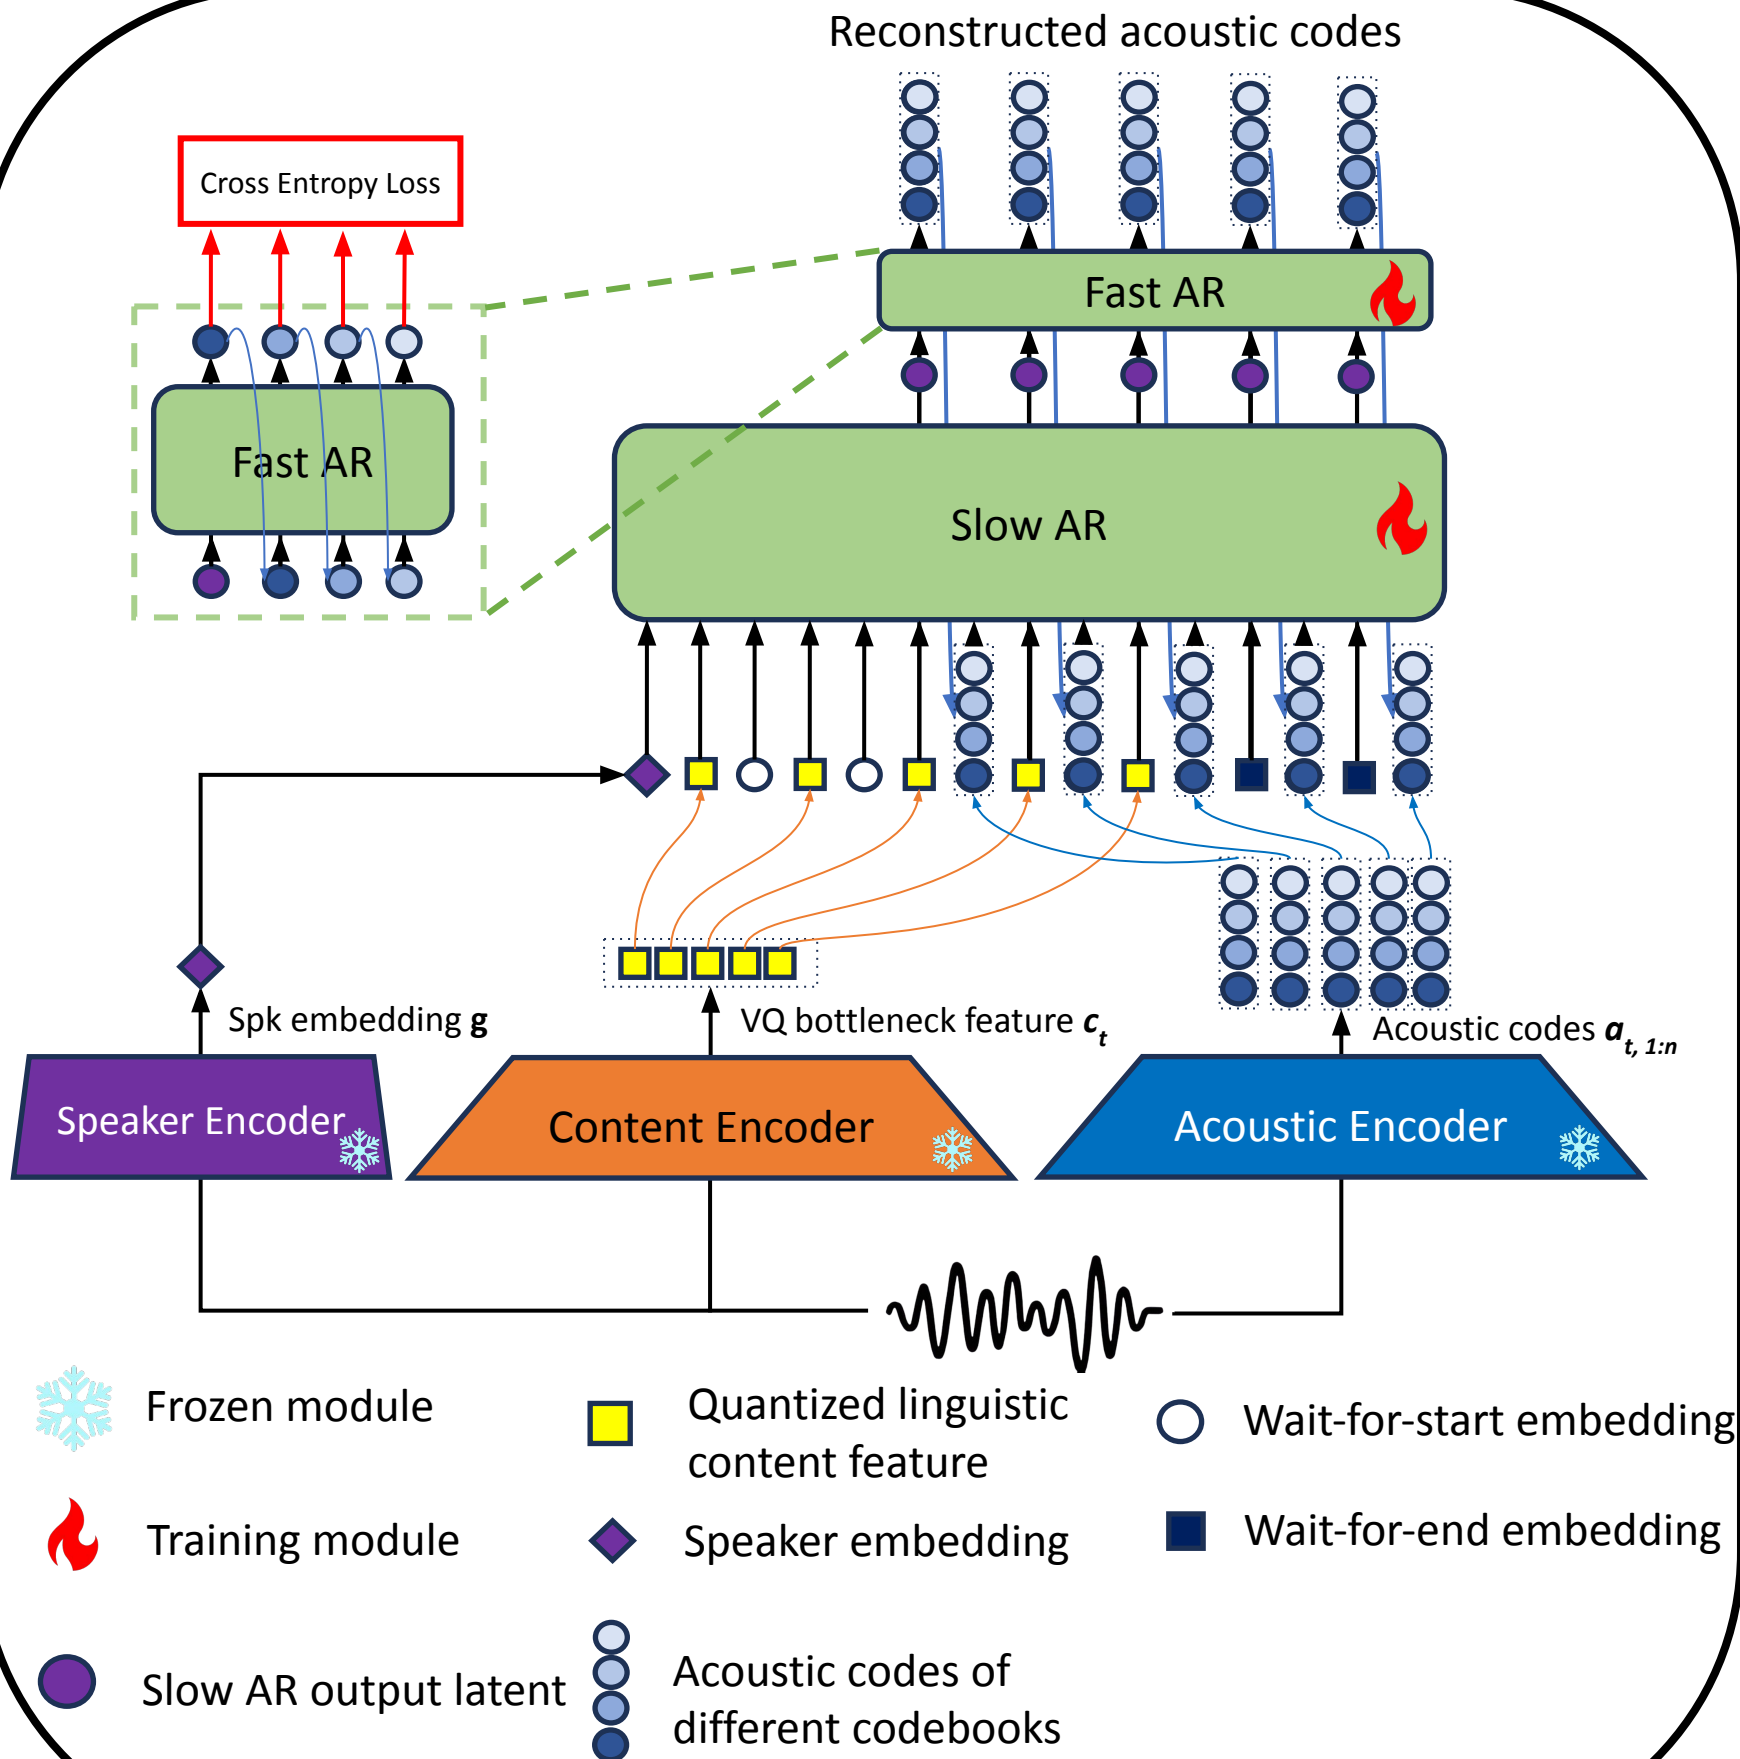 Reconstructed acoustic codes
Cross Entropy Loss
Fast AR
Fast AR
Slow AR
Spk embedding g
VQ bottleneck feature c_t
Acoustic codes a_t, 1:n
Speaker Encoder
Content Encoder
Acoustic Encoder
Frozen module
Quantized linguistic
content feature
Wait-for-start embedding
Training module
Speaker embedding
Wait-for-end embedding
Slow AR output latent
Acoustic codes of
different codebooks